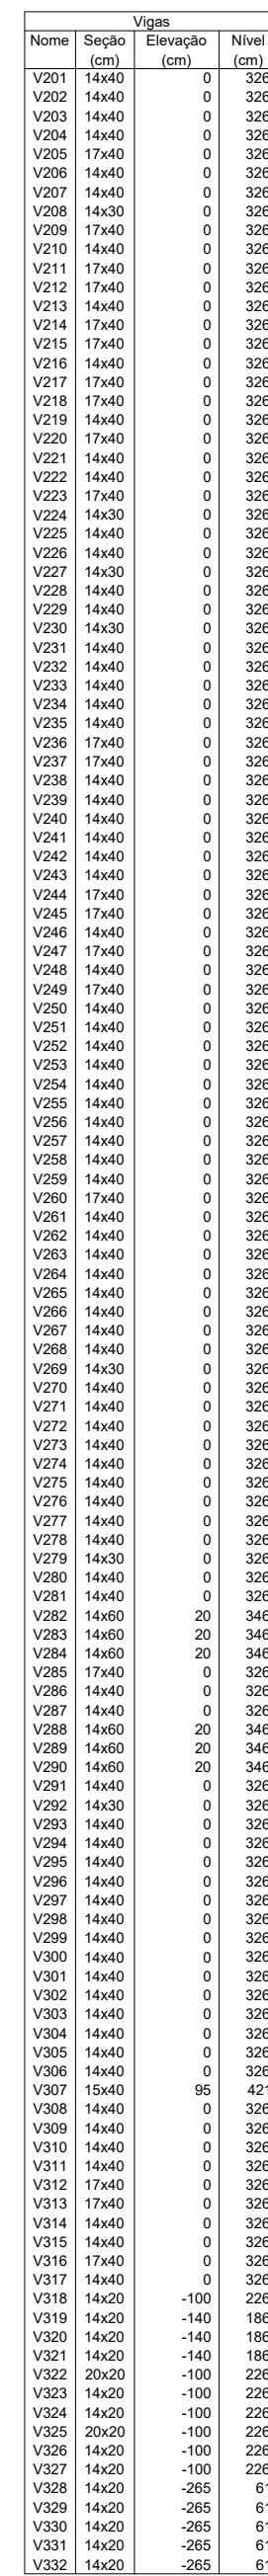 Vigas
Nome Seção Elevação Nível
(cm) (cm) (cm)
V201 14x40 0 326
V202 14x40 0 326
V203 14x40 0 326
V204 14x40 0 326
V205 17x40 0 326
V206 14x40 0 326
V207 14x40 0 326
V208 14x30 0 326
V209 17x40 0 326
V210 14x40 0 326
V211 17x40 0 326
V212 17x40 0 326
V213 14x40 0 326
V214 17x40 0 326
V215 17x40 0 326
V216 14x40 0 326
V217 17x40 0 326
V218 17x40 0 326
V219 14x40 0 326
V220 17x40 0 326
V221 14x40 0 326
V222 14x40 0 326
V223 17x40 0 326
V224 14x30 0 326
V225 14x40 0 326
V226 14x40 0 326
V227 14x30 0 326
V228 14x40 0 326
V229 14x40 0 326
V230 14x30 0 326
V231 14x40 0 326
V232 14x40 0 326
V233 14x40 0 326
V234 14x40 0 326
V235 14x40 0 326
V236 17x40 0 326
V237 17x40 0 326
V238 14x40 0 326
V239 14x40 0 326
V240 14x40 0 326
V241 14x40 0 326
V242 14x40 0 326
V243 14x40 0 326
V244 17x40 0 326
V245 17x40 0 326
V246 14x40 0 326
V247 17x40 0 326
V248 14x40 0 326
V249 17x40 0 326
V250 14x40 0 326
V251 14x40 0 326
V252 14x40 0 326
V253 14x40 0 326
V254 14x40 0 326
V255 14x40 0 326
V256 14x40 0 326
V257 14x40 0 326
V258 14x40 0 326
V259 14x40 0 326
V260 17x40 0 326
V261 14x40 0 326
V262 14x40 0 326
V263 14x40 0 326
V264 14x40 0 326
V265 14x40 0 326
V266 14x40 0 326
V267 14x40 0 326
V268 14x40 0 326
V269 14x30 0 326
V270 14x40 0 326
V271 14x40 0 326
V272 14x40 0 326
V273 14x40 0 326
V274 14x40 0 326
V275 14x40 0 326
V276 14x40 0 326
V277 14x40 0 326
V278 14x40 0 326
V279 14x30 0 326
V280 14x40 0 326
V281 14x40 0 326
V282 14x60 20 346
V283 14x60 20 346
V284 14x60 20 346
V285 17x40 0 326
V286 14x40 0 326
V287 14x40 0 326
V288 14x60 20 346
V289 14x60 20 346
V290 14x60 20 346
V291 14x40 0 326
V292 14x30 0 326
V293 14x40 0 326
V294 14x40 0 326
V295 14x40 0 326
V296 14x40 0 326
V297 14x40 0 326
V298 14x40 0 326
V299 14x40 0 326
V300 14x40 0 326
V301 14x40 0 326
V302 14x40 0 326
V303 14x40 0 326
V304 14x40 0 326
V305 14x40 0 326
V306 14x40 0 326
V307 15x40 95 421
V308 14x40 0 326
V309 14x40 0 326
V310 14x40 0 326
V311 14x40 0 326
V312 17x40 0 326
V313 17x40 0 326
V314 14x40 0 326
V315 14x40 0 326
V316 17x40 0 326
V317 14x40 0 326
V318 14x20 -100 226
V319 14x20 -140 186
V320 14x20 -140 186
V321 14x20 -140 186
V322 20x20 -100 226
V323 14x20 -100 226
V324 14x20 -100 226
V325 20x20 -100 226
V326 14x20 -100 226
V327 14x20 -100 226
V328 14x20 -265 61
V329 14x20 -265 61
V330 14x20 -265 61
V331 14x20 -265 61
V332 14x20 -265 61